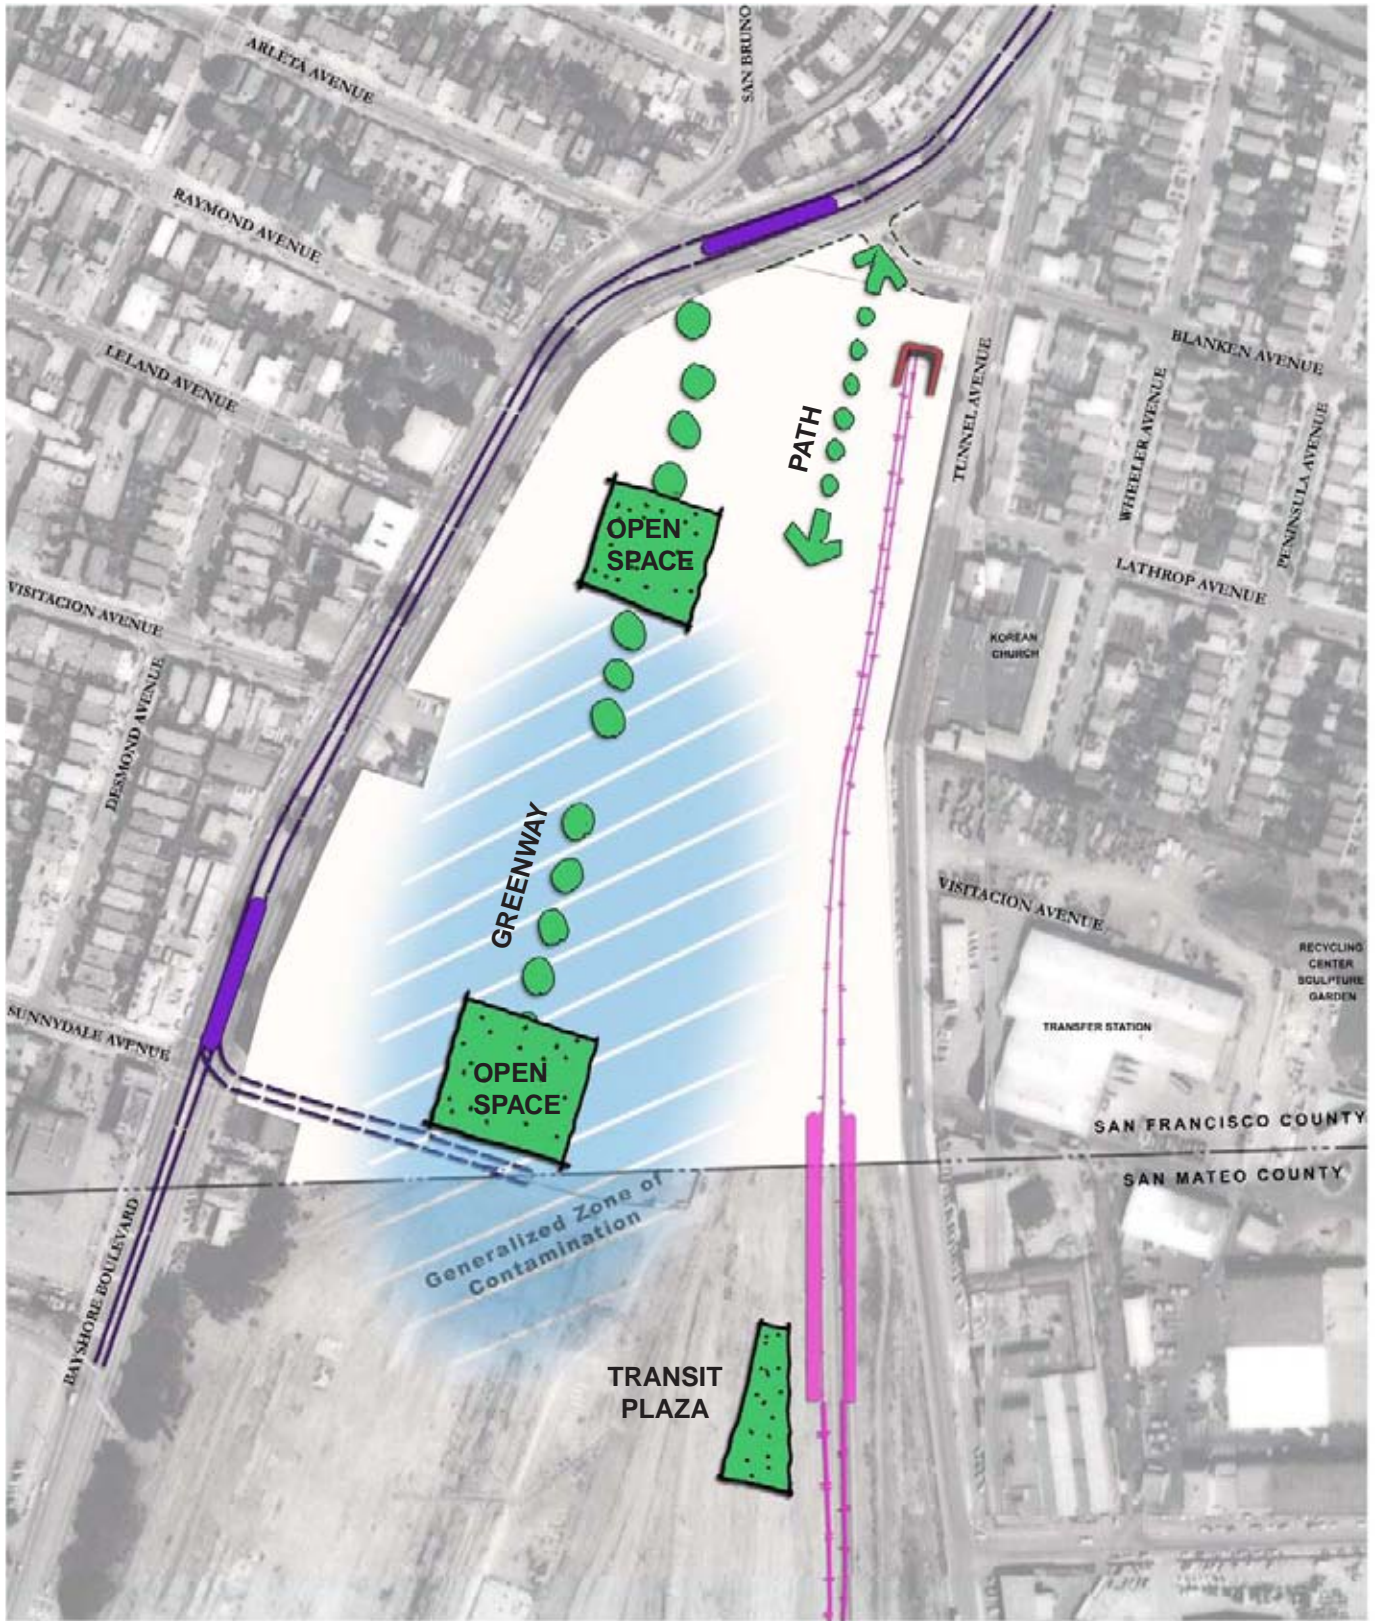 SAN BRUNO
ARLETA AVENUE
RAYMOND AVENUE
LELAND AVENUE
BLANKEN AVENUE
TUNNEL AVENUE
WHEELER AVENUE
PENINSULA AVENUE
PATH
OPEN
SPACE
LATHROP AVENUE
VISITACION AVENUE
KOREAN
CHURCH
DESMOND AVENUE
GREENWAY
VISITACION AVENUE
RECYCLING
CENTER
SCULPTURE
GARDEN
SUNNYDALE AVENUE
TRANSFER STATION
OPEN
SPACE
SAN FRANCISCO COUNTY
SAN MATEO COUNTY
Generalized Zone of
Contamination
BAYSHORE BOULEVARD
TRANSIT
PLAZA